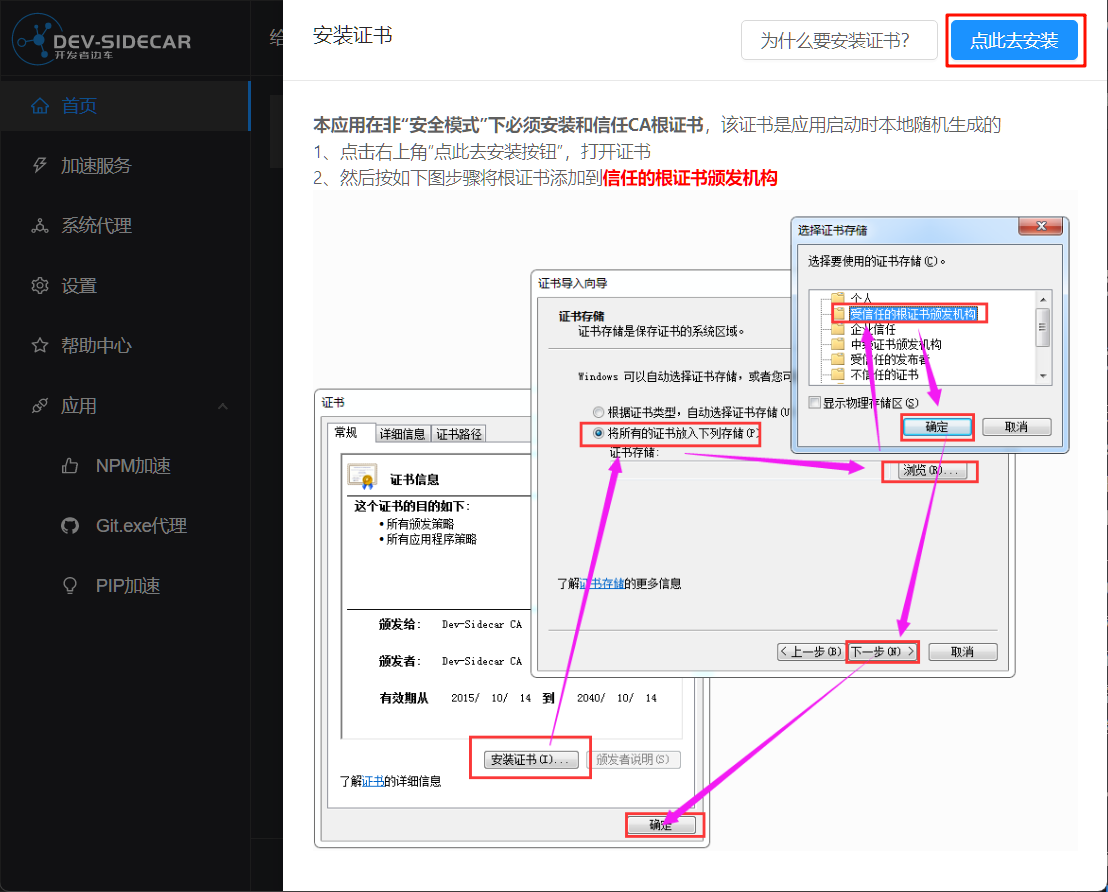 DEV-SIDECAR
开发者边车
首页
加速服务
系统代理
设置
帮助中心
应用
NPM加速
Git.exe代理
PIP加速
给
安装证书
为什么要安装证书？
点此去安装
本应用在非“安全模式”下必须安装和信任CA根证书，该证书是应用启动时本地随机生成的
1、点击右上角“点此去安装按钮”，打开证书
2、然后按如下图步骤将根证书添加到信任的根证书颁发机构
选择证书存储
选择要使用的证书存储(C)。
个人
受信任的根证书颁发机构
企业信任
中级证书颁发机构
受信任的发布者
不信任的证书
显示物理存储区(S)
确定
取消
证书导入向导
证书存储
证书存储是保存证书的系统区域。
Windows 可以自动选择证书存储，或者您可
根据证书类型，自动选择证书存储(U
将所有的证书放入下列存储(P)
证书存储:
浏览(R)...
了解证书存储的更多信息
< 上一步(B)
下一步(N) >
取消
证书
常规
详细信息
证书路径
证书信息
这个证书的目的如下:
•所有颁发策略
•所有应用程序策略
颁发给: Dev-Sidecar CA
颁发者: Dev-Sidecar CA
有效期从 2015/ 10/ 14 到 2040/ 10/ 14
安装证书(I)...
颁发者说明(S)
了解证书的详细信息
确定